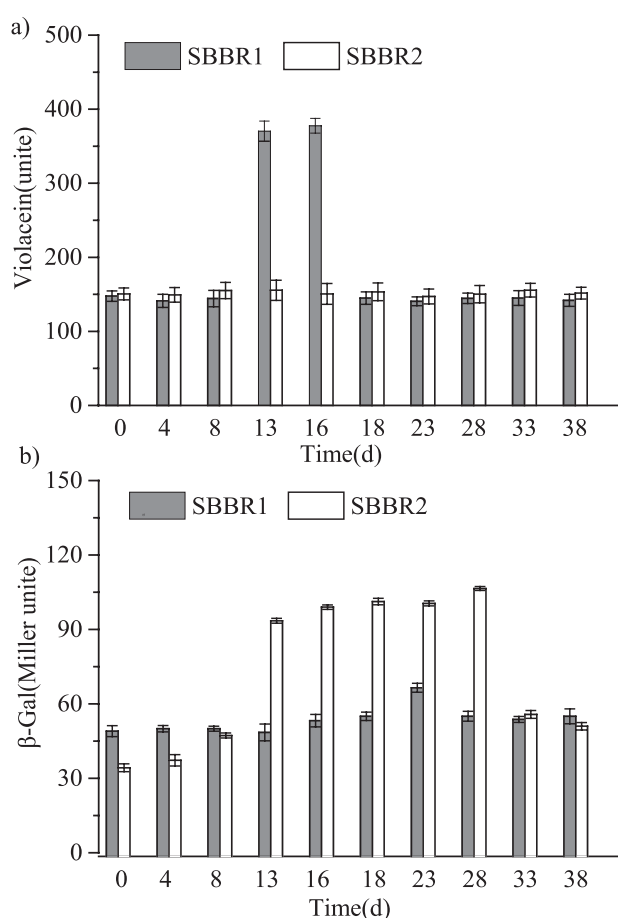 a)
500
SBBR1 SBBR2
400
300
200
100
0
Violacein(unite)
0 4 8 13 16 18 23 28 33 38
Time(d)
b)
150
SBBR1 SBBR2
120
90
60
30
0
β-Gal(Miller unite)
0 4 8 13 16 18 23 28 33 38
Time(d)